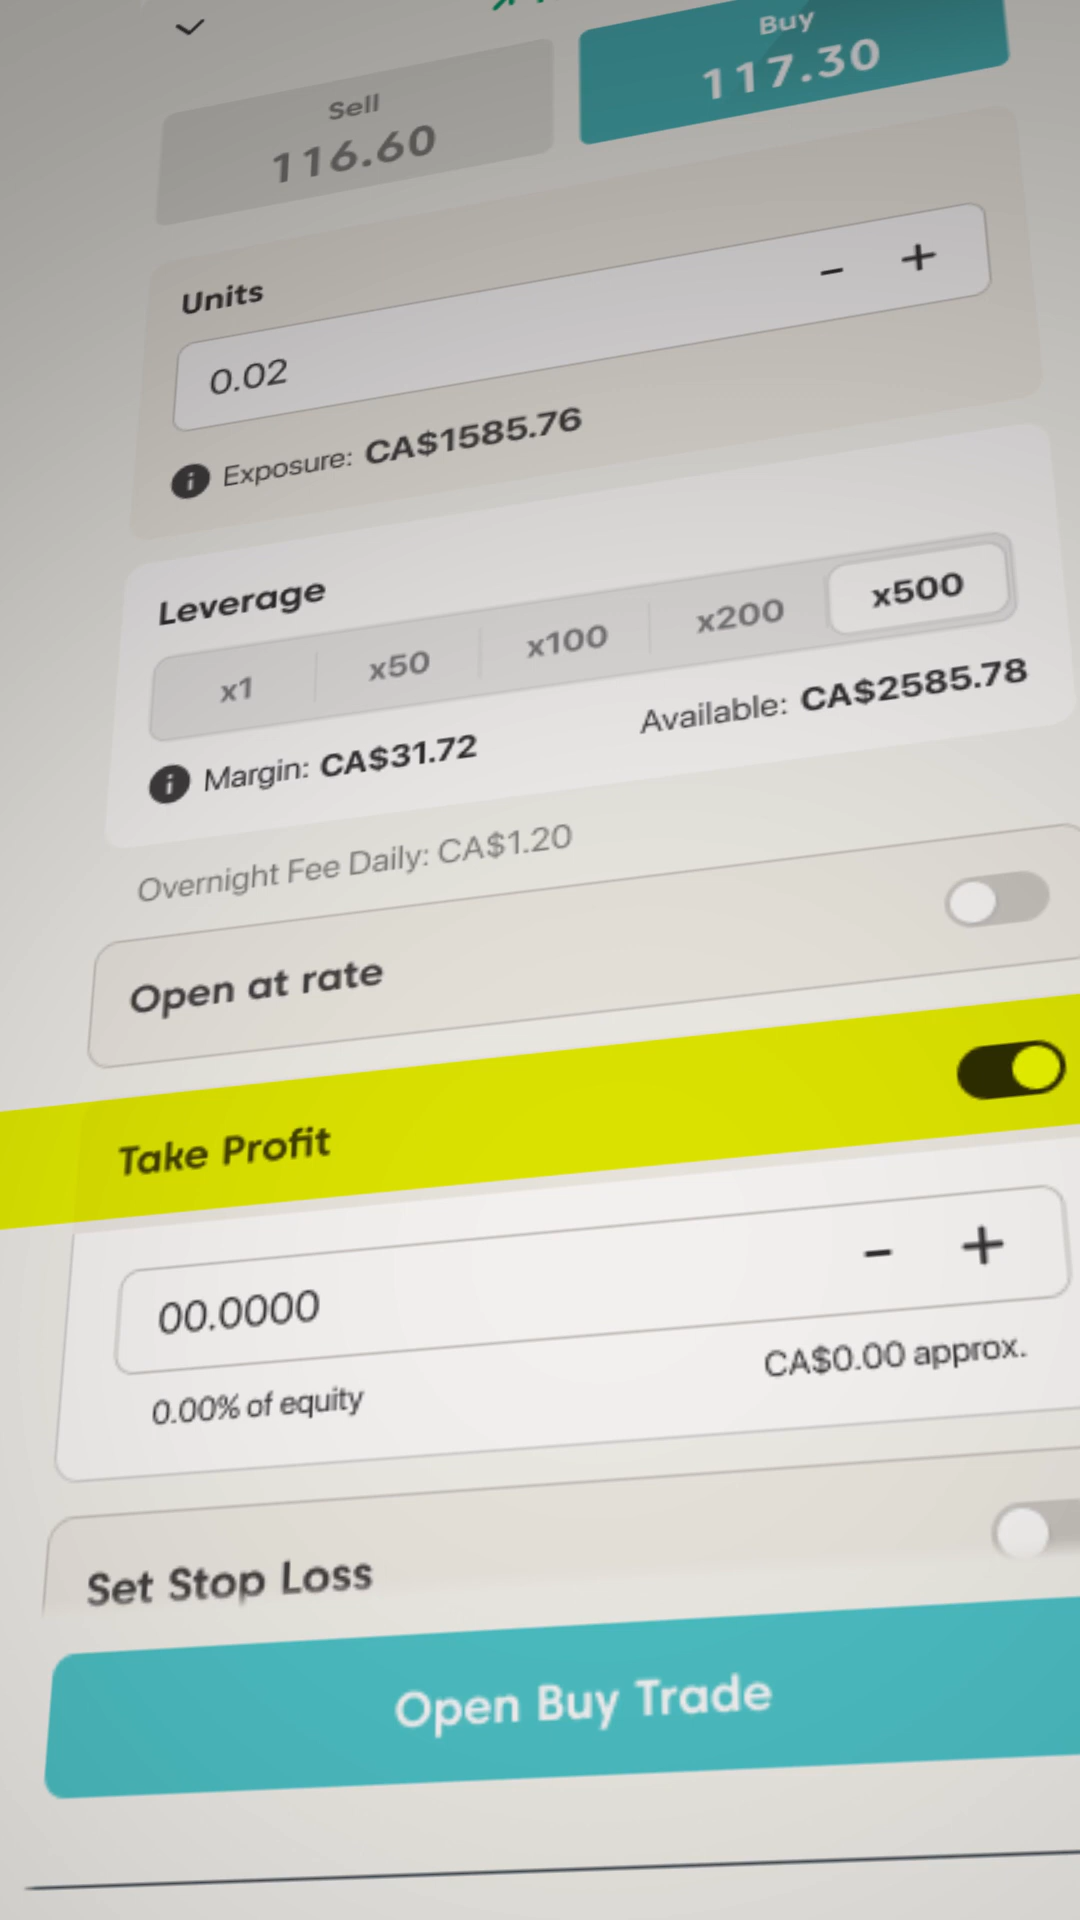 Sell
116.60
Buy
117.30
Units
0.02
- +
i Exposure: CA$1585.76
Leverage
x1 x50 x100 x200 x500
i Margin: CA$31.72 Available: CA$2585.78
Overnight Fee Daily: CA$1.20
Open at rate
Take Profit
00.0000 - +
0.00% of equity CA$0.00 approx.
Set Stop Loss
Open Buy Trade